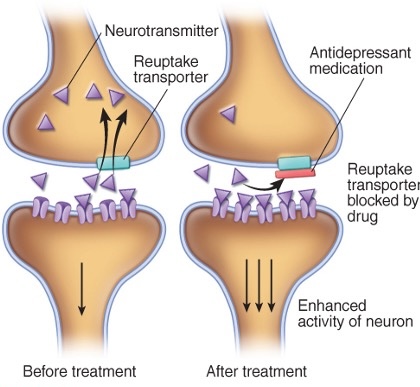 Neurotransmitter
Reuptake
transporter
Antidepressant
medication
Reuptake
transporter
blocked by
drug
Enhanced
activity of neuron
Before treatment
After treatment